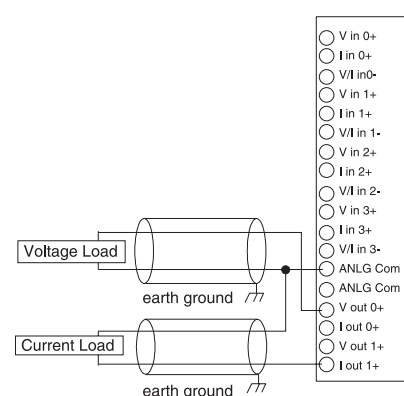 V in 0+
I in 0+
V/I in0-
V in 1+
I in 1+
V/I in 1-
V in 2+
I in 2+
V/I in 2-
V in 3+
I in 3+
V/I in 3-
ANLG Com
ANLG Com
V out 0+
I out 0+
V out 1+
I out 1+
Voltage Load
earth ground
Current Load
earth ground